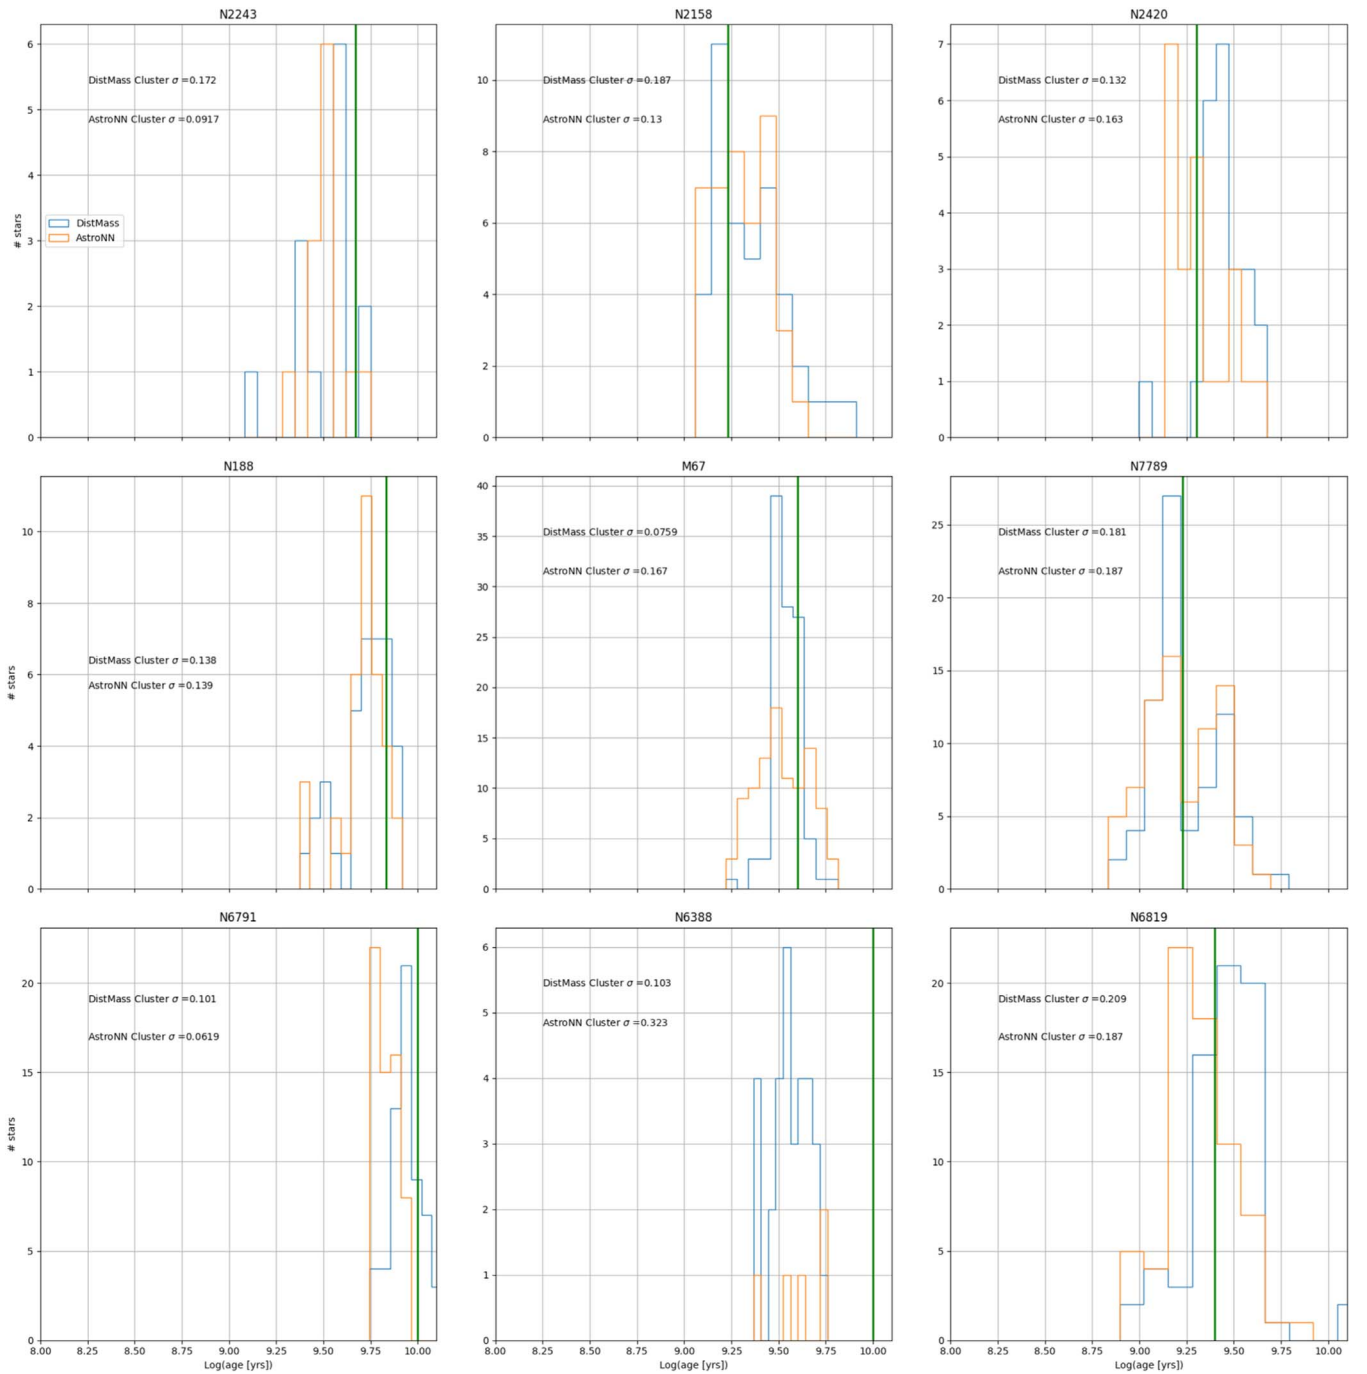 N2243
6
5
4
3
2
1
0
# stars
DistMass Cluster σ =0.172
AstroNN Cluster σ =0.0917
DistMass
AstroNN
N2158
10
8
6
4
2
0
DistMass Cluster σ =0.187
AstroNN Cluster σ =0.13
N2420
7
6
5
4
3
2
1
0
DistMass Cluster σ =0.132
AstroNN Cluster σ =0.163
N188
10
8
6
4
2
0
# stars
DistMass Cluster σ =0.138
AstroNN Cluster σ =0.139
M67
40
35
30
25
20
15
10
5
0
DistMass Cluster σ =0.0759
AstroNN Cluster σ =0.167
N7789
25
20
15
10
5
0
DistMass Cluster σ =0.181
AstroNN Cluster σ =0.187
N6791
20
15
10
5
0
# stars
DistMass Cluster σ =0.101
AstroNN Cluster σ =0.0619
8.00 8.25 8.50 8.75 9.00 9.25 9.50 9.75 10.00
Log(age [yrs])
N6388
6
5
4
3
2
1
0
DistMass Cluster σ =0.103
AstroNN Cluster σ =0.323
8.00 8.25 8.50 8.75 9.00 9.25 9.50 9.75 10.00
Log(age [yrs])
N6819
20
15
10
5
0
DistMass Cluster σ =0.209
AstroNN Cluster σ =0.187
8.00 8.25 8.50 8.75 9.00 9.25 9.50 9.75 10.00
Log(age [yrs])